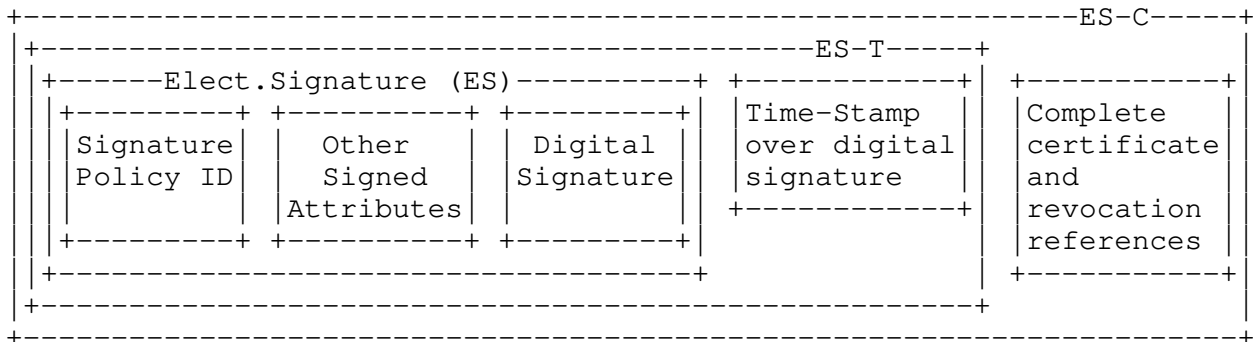 ES-C
ES-T
Elect.Signature (ES)
Time-Stamp Complete
Signature Other Digital over digital certificate
Policy ID Signed Signature signature and
Attributes revocation
references